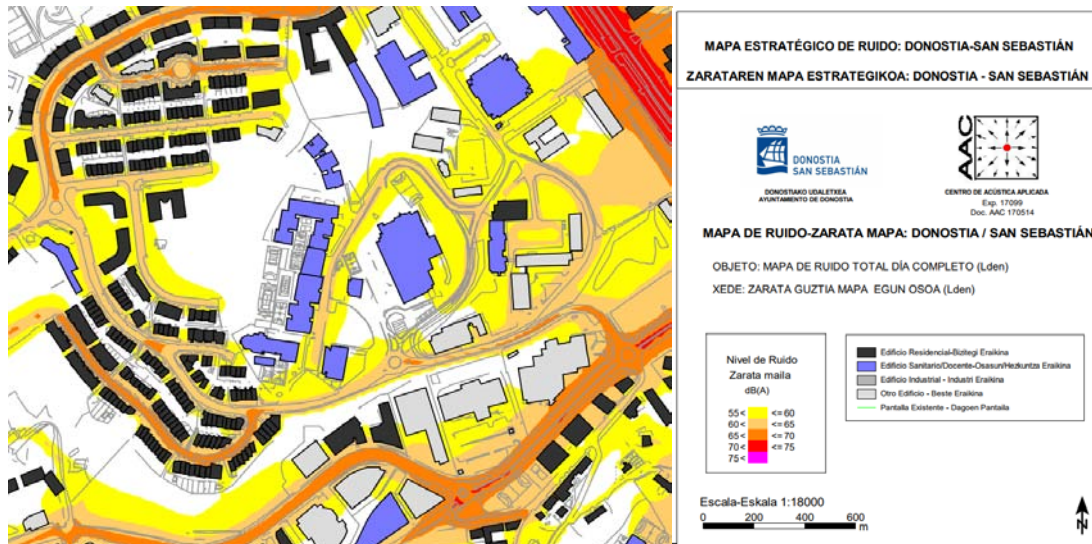 MAPA ESTRATÉGICO DE RUIDO: DONOSTIA-SAN SEBASTIÁN
ZARATAREN MAPA ESTRATEGIKOA: DONOSTIA - SAN SEBASTIÁN
DONOSTIA
SAN SEBASTIÁN
DONOSTIAKO UDALETXEA
AYUNTAMIENTO DE DONOSTIA
AAC
CENTRO DE ACÚSTICA APLICADA
Exp. 17099
Doc. AAC 170514
MAPA DE RUIDO-ZARATA MAPA: DONOSTIA / SAN SEBASTIÁN
OBJETO: MAPA DE RUIDO TOTAL DÍA COMPLETO (Lden)
XEDE: ZARATA GUZTIA MAPA EGUN OSOA (Lden)
Nivel de Ruido
Zarata maila
dB(A)
55< <= 60
60< <= 65
65< <= 70
70< <= 75
75<
Edificio Residencial-Bizitegi Eraikina
Edificio Sanitario/Docente-Osasun/Hezkuntza Eraikina
Edificio Industrial - Industri Eraikina
Otro Edificio - Beste Eraikina
Pantalla Existente - Dagoen Pantaila
Escala-Eskala 1:18000
0 200 400 600
m
N